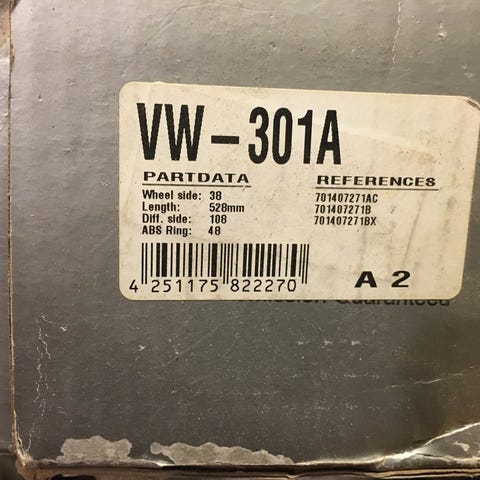 VW-301A
PARTDATA
Wheel side: 38
Length: 528mm
Diff. side: 108
ABS Ring: 48
REFERENCES
701407271AC
701407271B
701407271BX
4 251175 822270
A 2
Guaranteed